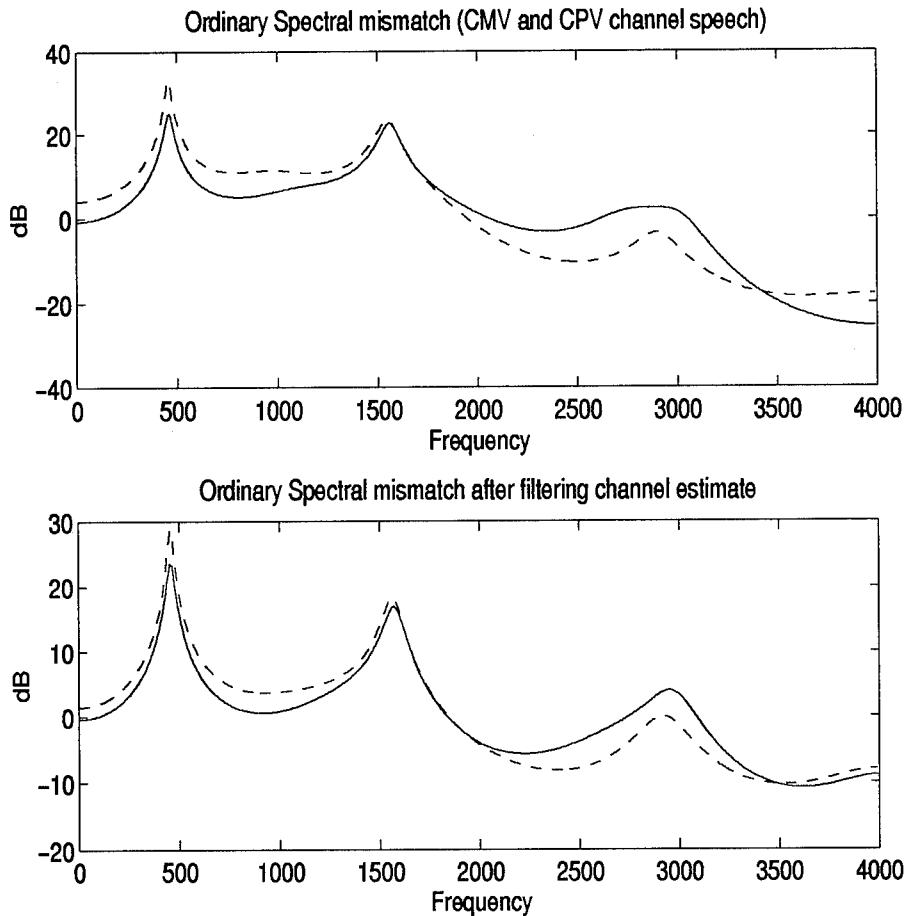 Ordinary Spectral mismatch (CMV and CPV channel speech)
40
20
0
−20
−40
dB
0 500 1000 1500 2000 2500 3000 3500 4000
Frequency
Ordinary Spectral mismatch after filtering channel estimate
30
20
10
0
−10
−20
dB
0 500 1000 1500 2000 2500 3000 3500 4000
Frequency